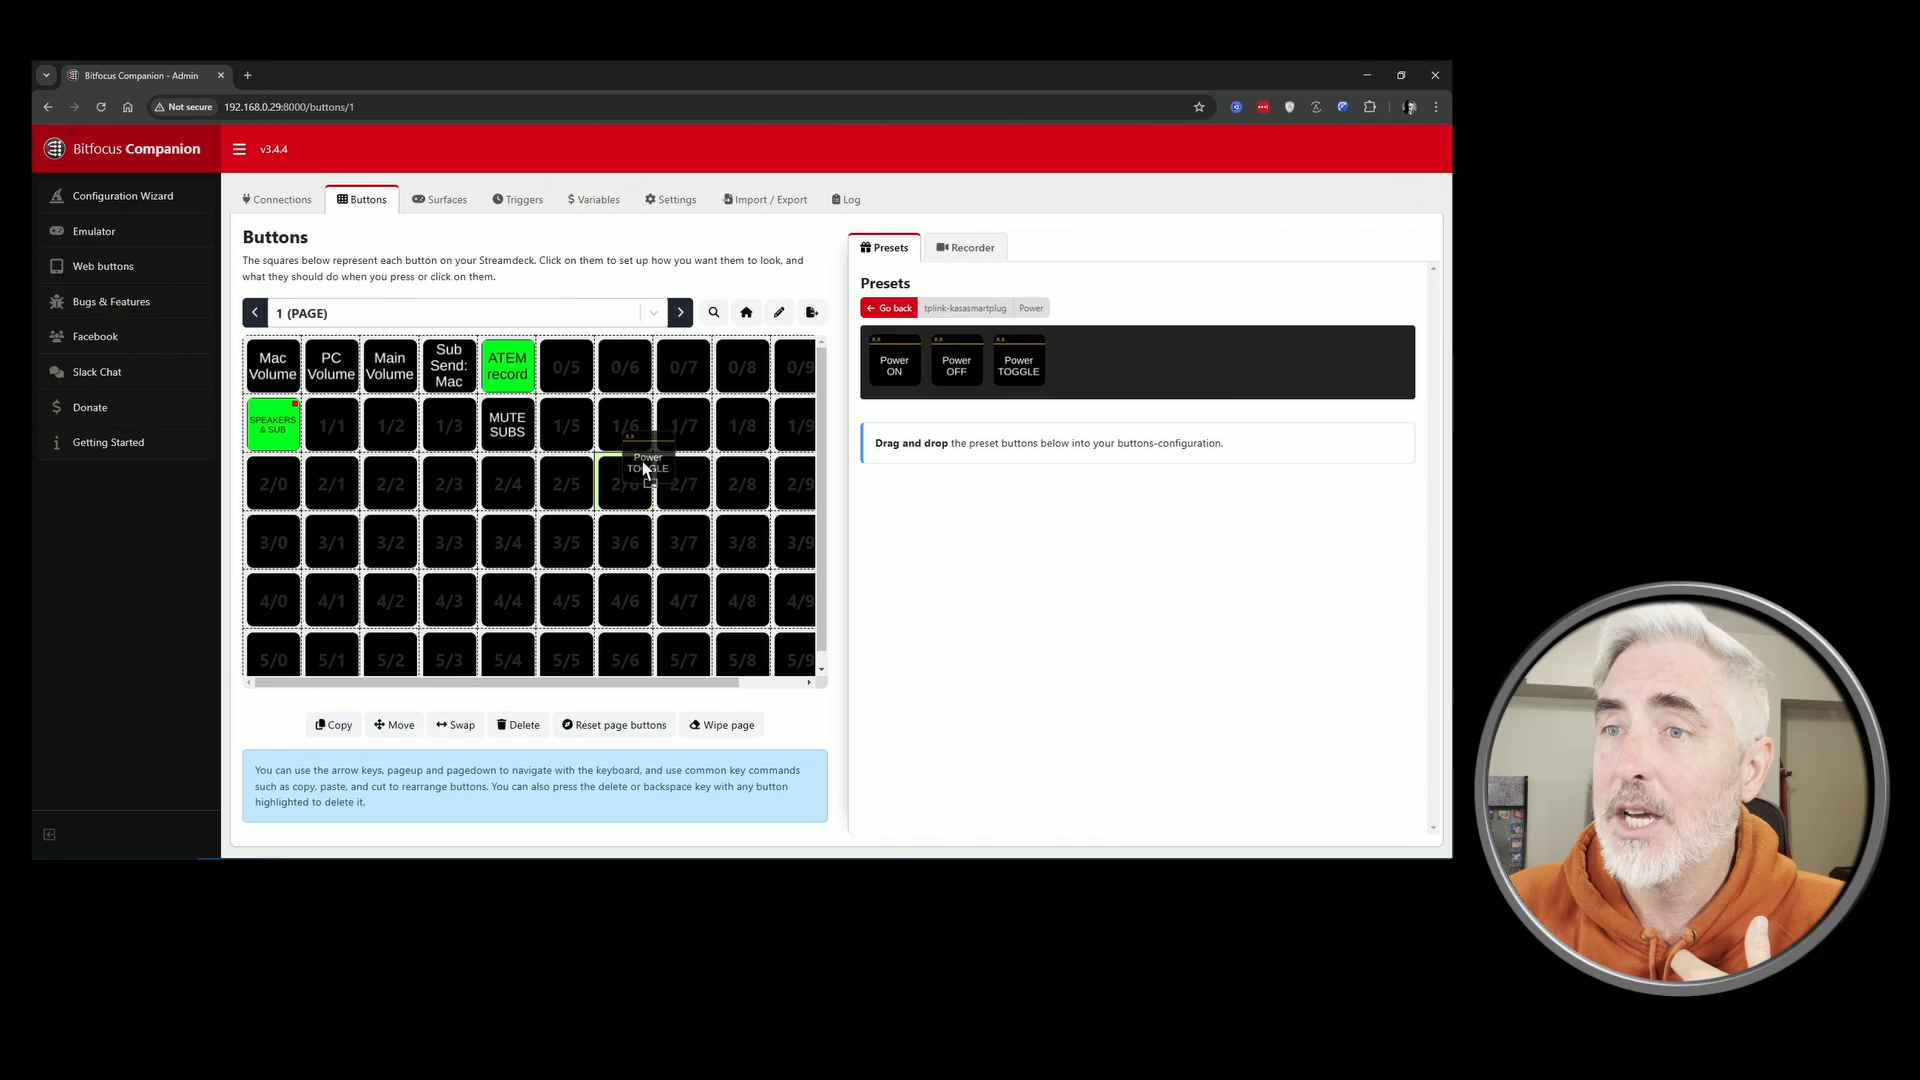 Bitfocus Companion - Admin
Not secure
192.168.0.29:8000/buttons/1
Bitfocus Companion
v3.4.4
Configuration Wizard
Emulator
Web buttons
Bugs & Features
Facebook
Slack Chat
Donate
Getting Started
Connections
Buttons
Surfaces
Triggers
Variables
Settings
Import / Export
Log
Buttons
The squares below represent each button on your Streamdeck. Click on them to set up how you want them to look, and
what they should do when you press or click on them.
1 (PAGE)
Mac
Volume
PC
Volume
Main
Volume
Sub
Send:
Mac
ATEM
record
0/5
0/6
0/7
0/8
0/9
SPEAKERS
& SUB
1/1
1/2
1/3
MUTE
SUBS
1/5
1/6
1/7
1/8
1/9
x.x
Power
TOGGLE
2/0
2/1
2/2
2/3
2/4
2/5
2/6
2/7
2/8
2/9
3/0
3/1
3/2
3/3
3/4
3/5
3/6
3/7
3/8
3/9
4/0
4/1
4/2
4/3
4/4
4/5
4/6
4/7
4/8
4/9
5/0
5/1
5/2
5/3
5/4
5/5
5/6
5/7
5/8
5/9
Copy
Move
Swap
Delete
Reset page buttons
Wipe page
You can use the arrow keys, pageup and pagedown to navigate with the keyboard, and use common key commands
such as copy, paste, and cut to rearrange buttons. You can also press the delete or backspace key with any button
highlighted to delete it.
Presets
Recorder
Presets
Go back
tplink-kasasmartplug
Power
x.x
Power
ON
x.x
Power
OFF
x.x
Power
TOGGLE
Drag and drop the preset buttons below into your buttons-configuration.